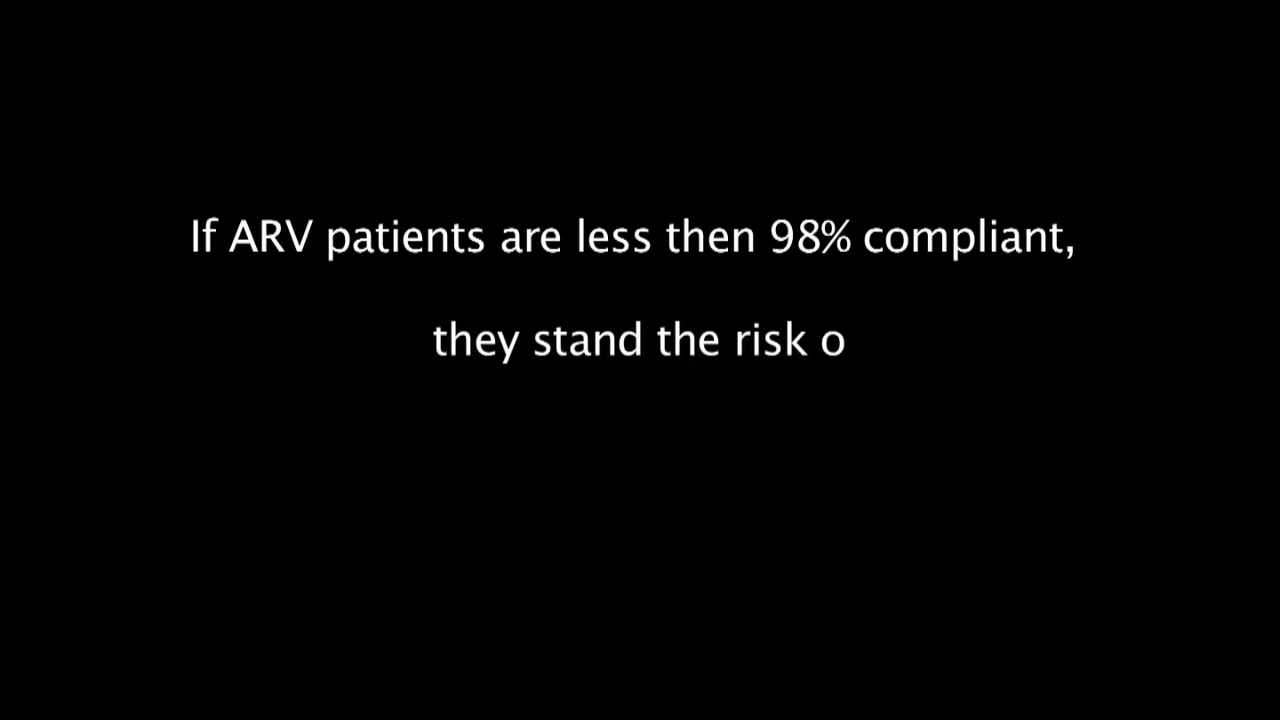 If ARV patients are less then 98% compliant,
they stand the risk o